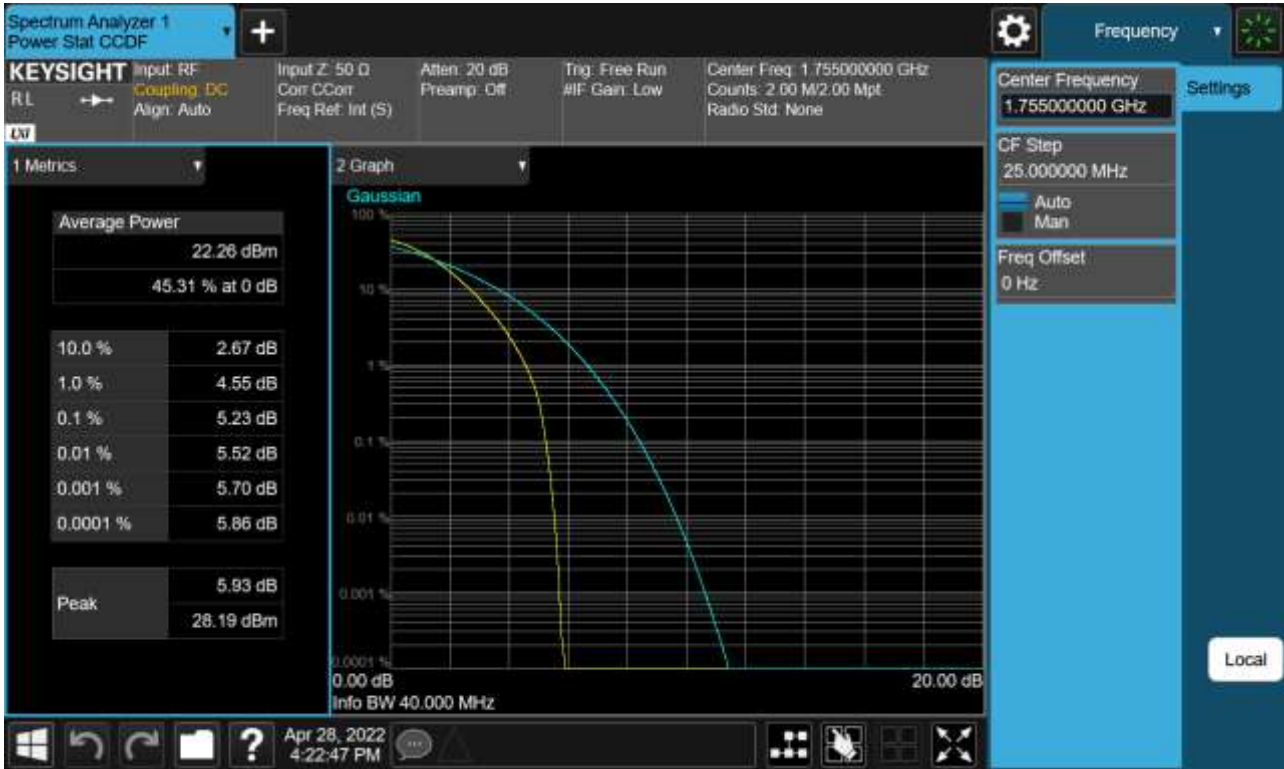 Spectrum Analyzer 1
Power Stat CCDF
Frequency
KEYSIGHT
RL
LXI
Input: RF
Coupling: DC
Align: Auto
Input Z: 50 Ω
Corr CCorr
Freq Ref: Int (S)
Atten: 20 dB
Preamp: Off
Trig: Free Run
#IF Gain: Low
Center Freq: 1.755000000 GHz
Counts: 2.00 M/2.00 Mpt
Radio Std: None
1 Metrics
Average Power
22.26 dBm
45.31 % at 0 dB
10.0 % 2.67 dB
1.0 % 4.55 dB
0.1 % 5.23 dB
0.01 % 5.52 dB
0.001 % 5.70 dB
0.0001 % 5.86 dB
Peak
5.93 dB
28.19 dBm
2 Graph
Gaussian
100 %
10 %
1 %
0.1 %
0.01 %
0.001 %
0.0001 %
0.00 dB
20.00 dB
Info BW 40.000 MHz
Center Frequency
1.755000000 GHz
CF Step
25.000000 MHz
Auto
Man
Freq Offset
0 Hz
Settings
Local
?
Apr 28, 2022
4:22:47 PM